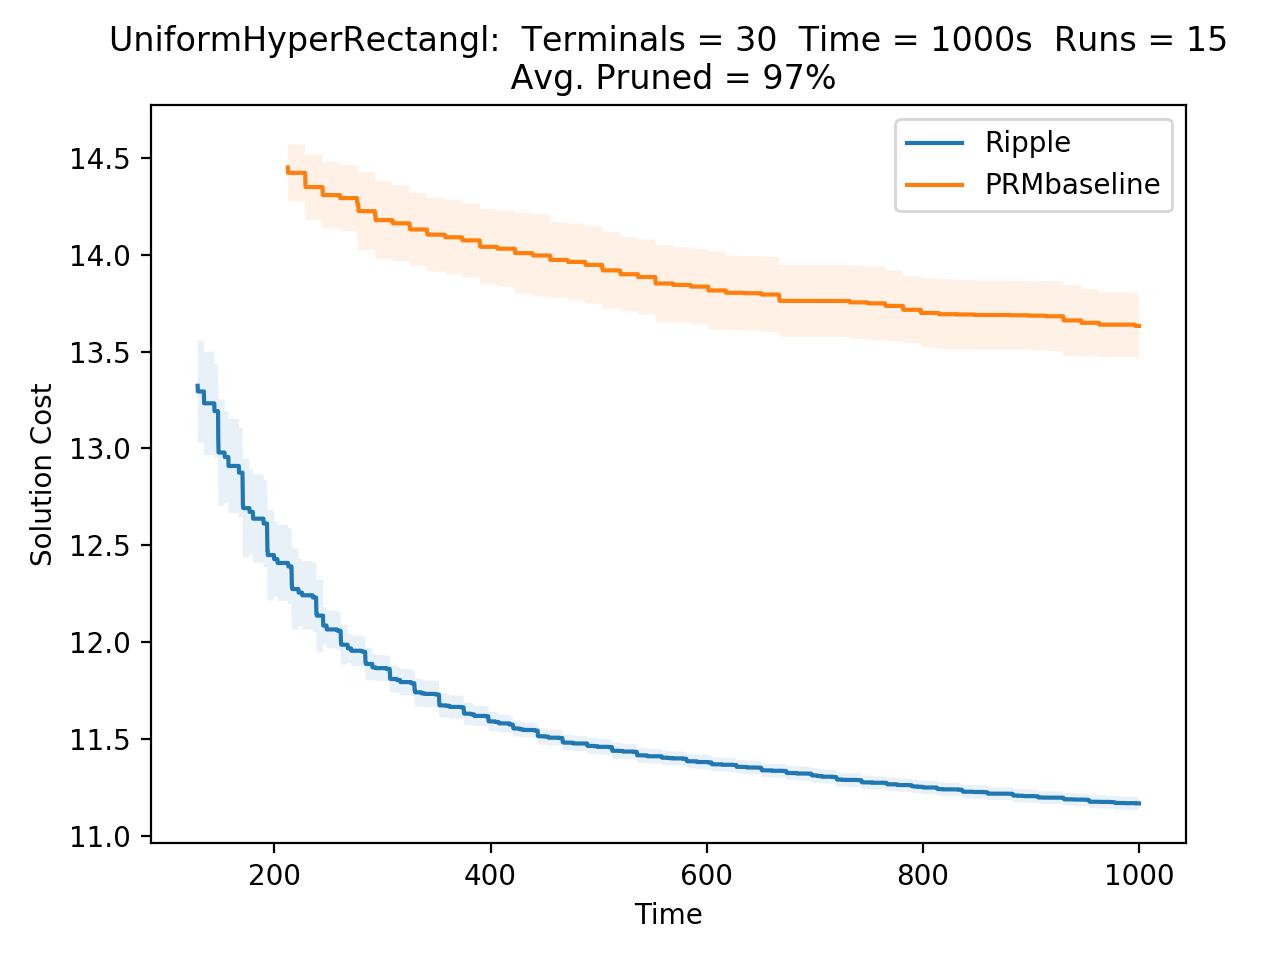 UniformHyperRectangl:  Terminals = 30  Time = 1000s  Runs = 15
Avg. Pruned = 97%
Ripple
PRMbaseline
Solution Cost
14.5
14.0
13.5
13.0
12.5
12.0
11.5
11.0
200 400 600 800 1000
Time